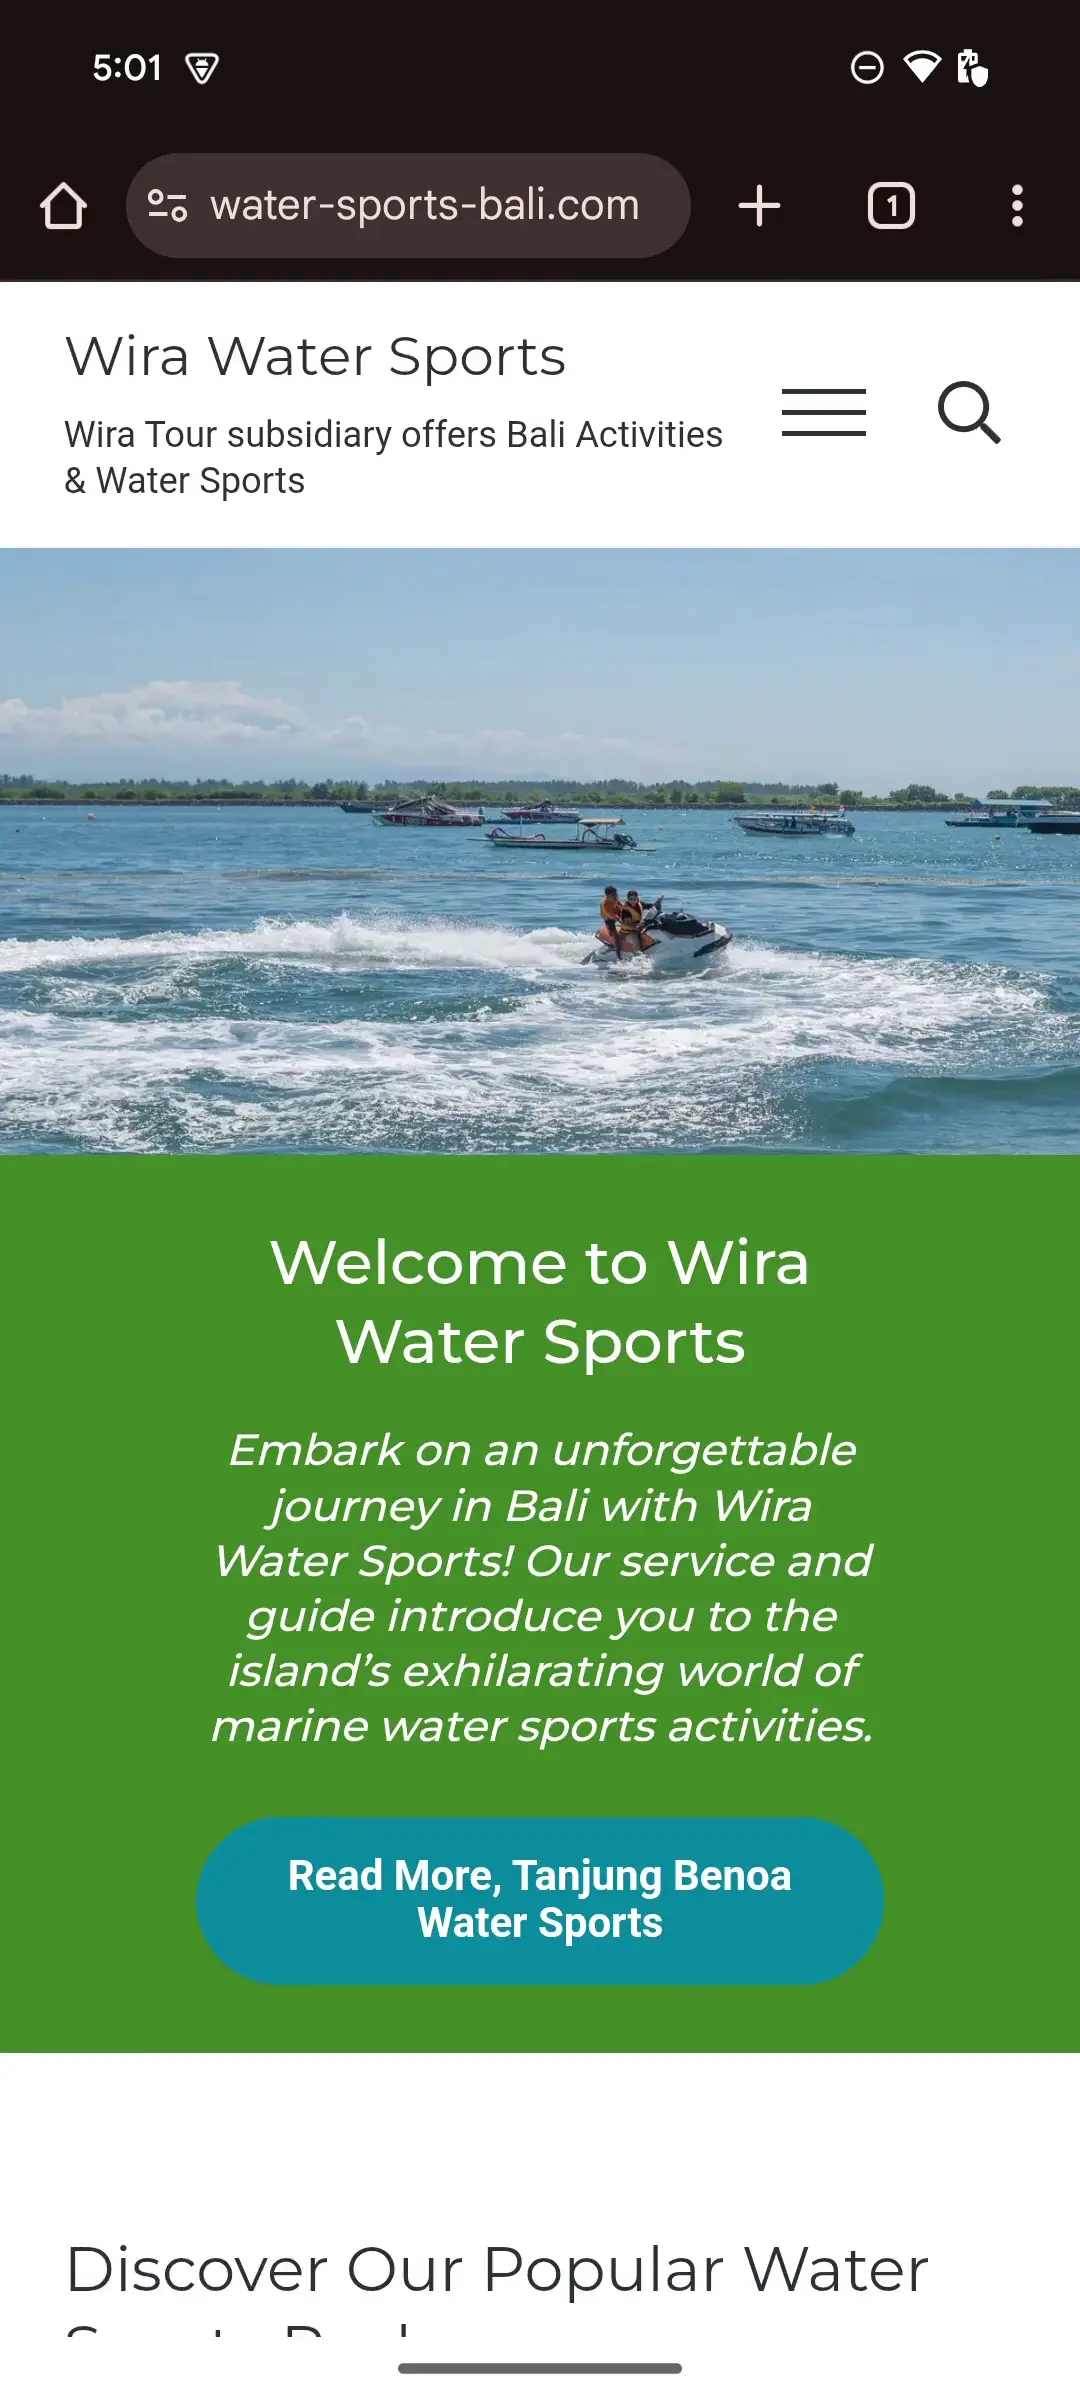 5:01
water-sports-bali.com
1
Wira Water Sports
Wira Tour subsidiary offers Bali Activities
& Water Sports
Welcome to Wira
Water Sports
Embark on an unforgettable
journey in Bali with Wira
Water Sports! Our service and
guide introduce you to the
island’s exhilarating world of
marine water sports activities.
Read More, Tanjung Benoa
Water Sports
Discover Our Popular Water